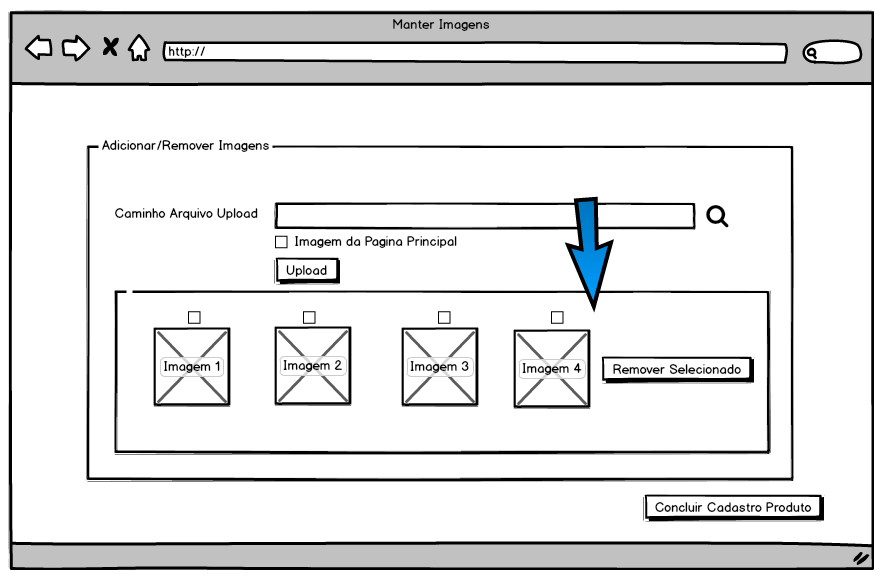 Manter Imagens
http://
Adicionar/Remover Imagens
Caminho Arquivo Upload
Imagem da Pagina Principal
Upload
Imagem 1
Imagem 2
Imagem 3
Imagem 4
Remover Selecionado
Concluir Cadastro Produto